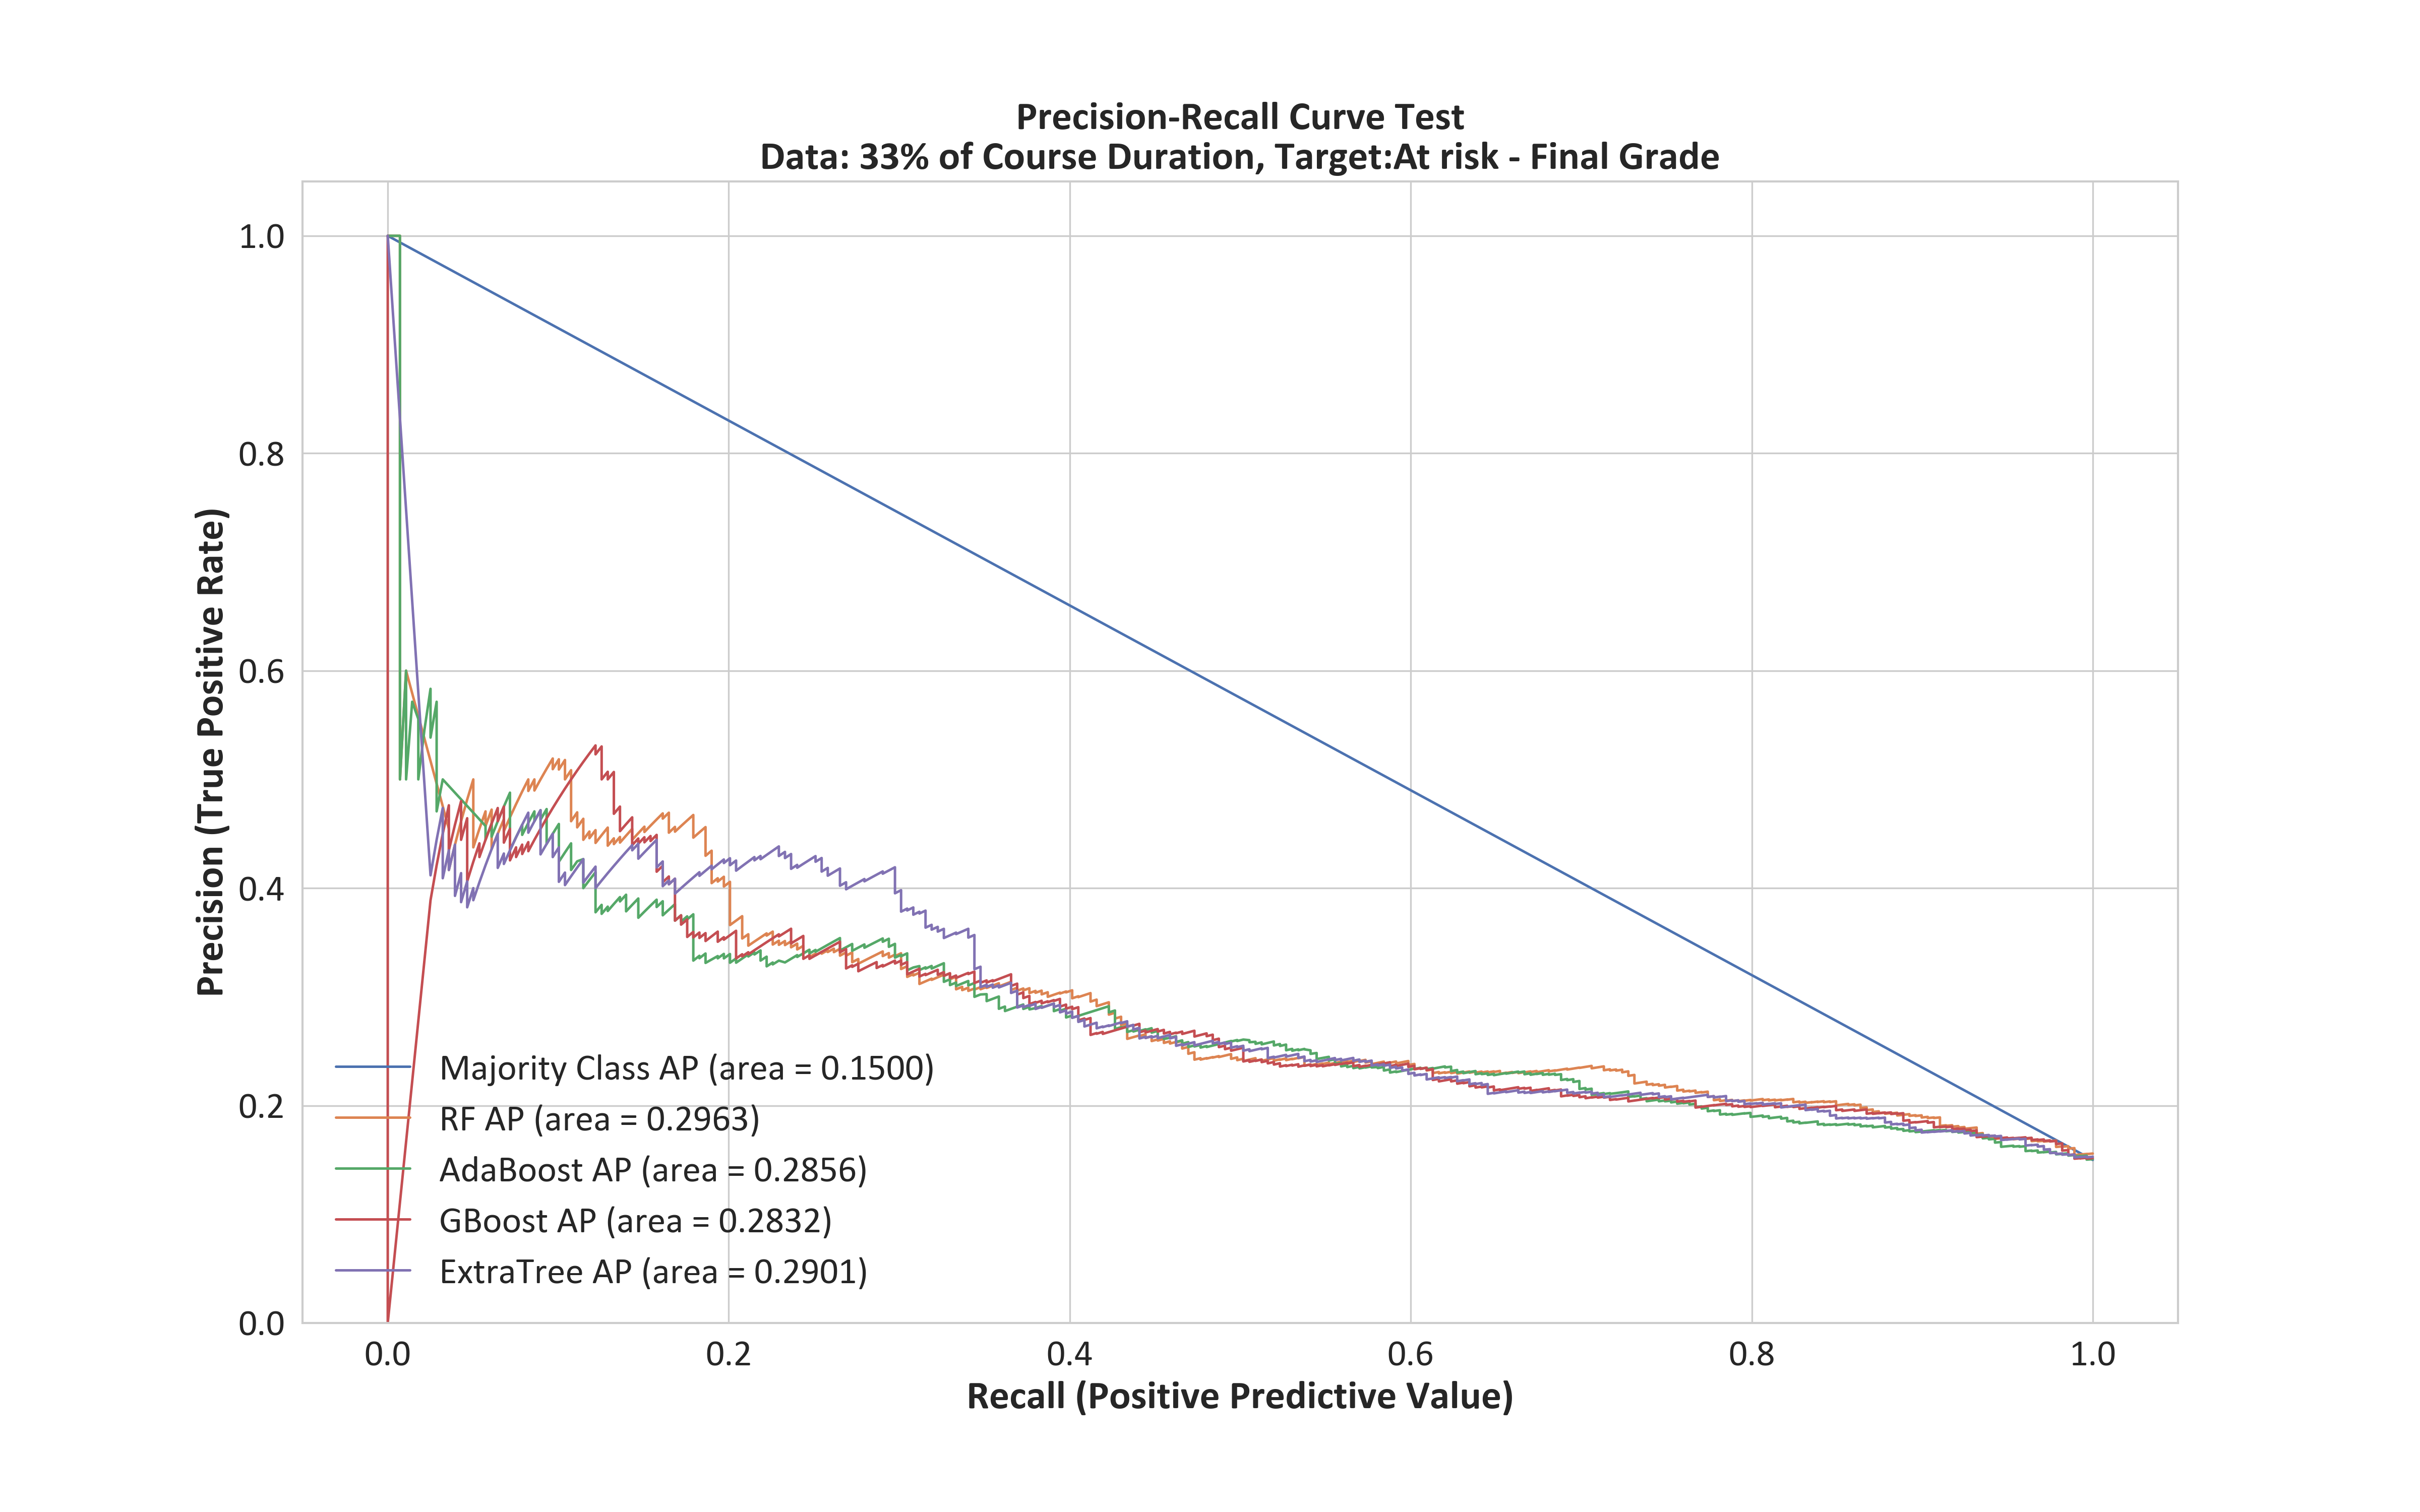 Precision-Recall Curve Test
Data: 33% of Course Duration, Target:At risk - Final Grade
Precision (True Positive Rate)
1.0
0.8
0.6
0.4
0.2
0.0
Majority Class AP (area = 0.1500)
RF AP (area = 0.2963)
AdaBoost AP (area = 0.2856)
GBoost AP (area = 0.2832)
ExtraTree AP (area = 0.2901)
0.0 0.2 0.4 0.6 0.8 1.0
Recall (Positive Predictive Value)